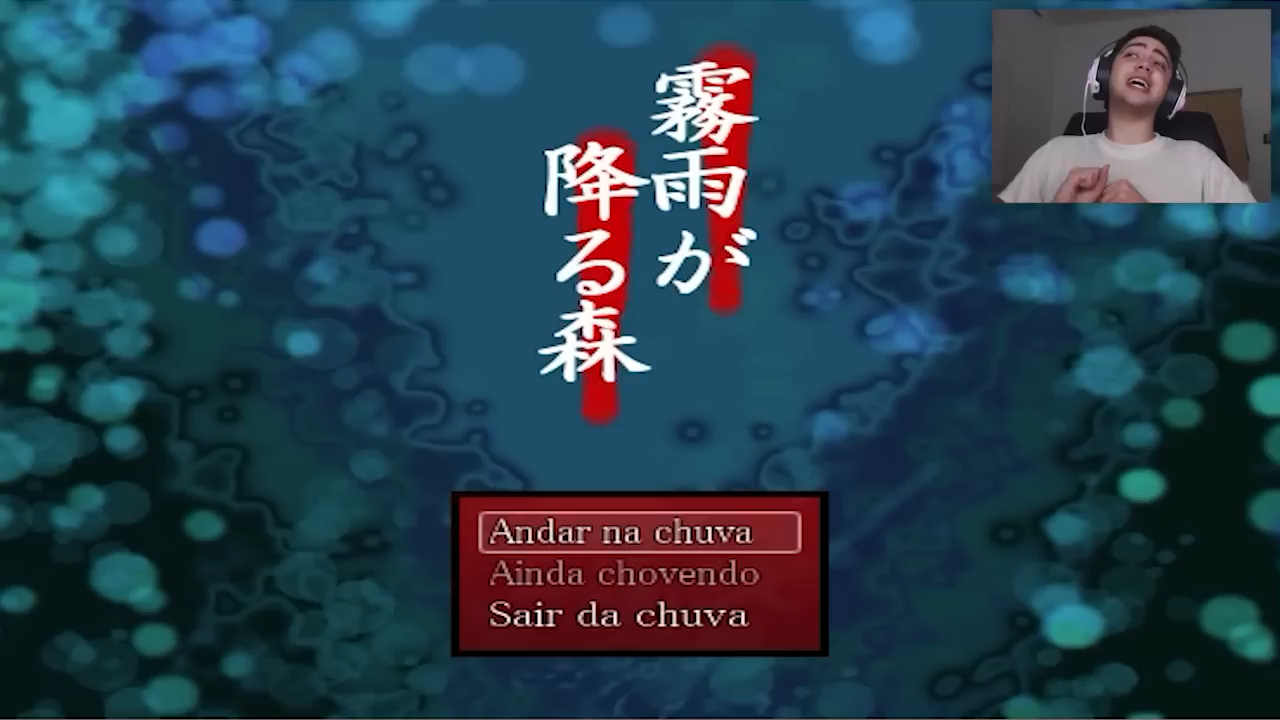 霧雨が
降る森
Andar na chuva
Ainda chovendo
Sair da chuva